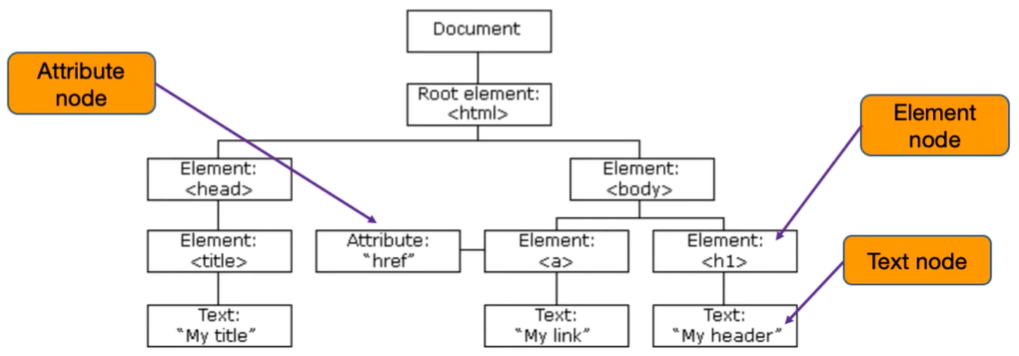 Document
Attribute
node
Root element:
<html>
Element
node
Element:
<head>
Element:
<body>
Element:
<title>
Attribute:
“href”
Element:
<a>
Element:
<h1>
Text node
Text:
“My title”
Text:
“My link”
Text:
“My header”